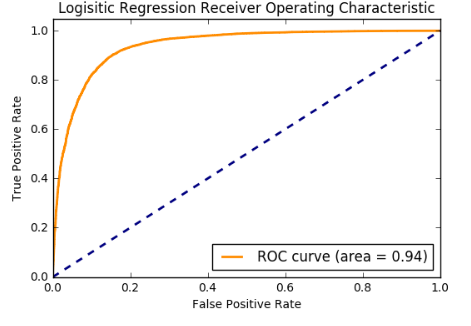 Logisitic Regression Receiver Operating Characteristic
True Positive Rate
1.0
0.8
0.6
0.4
0.2
0.0
ROC curve (area = 0.94)
0.0 0.2 0.4 0.6 0.8 1.0
False Positive Rate